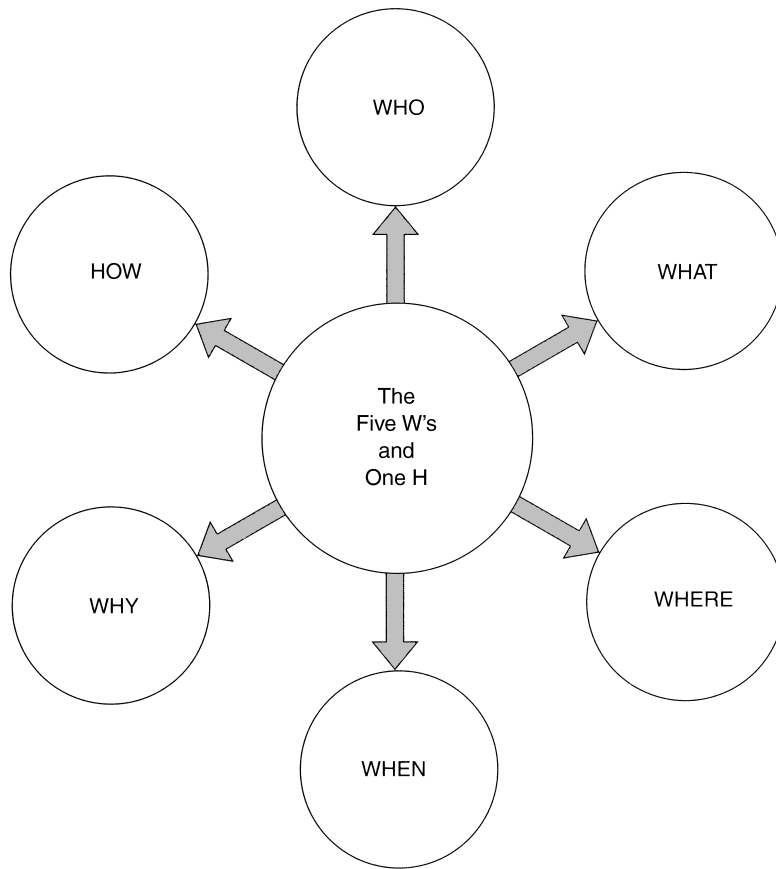 WHO
HOW
WHAT
The
Five W's
and
One H
WHY
WHERE
WHEN